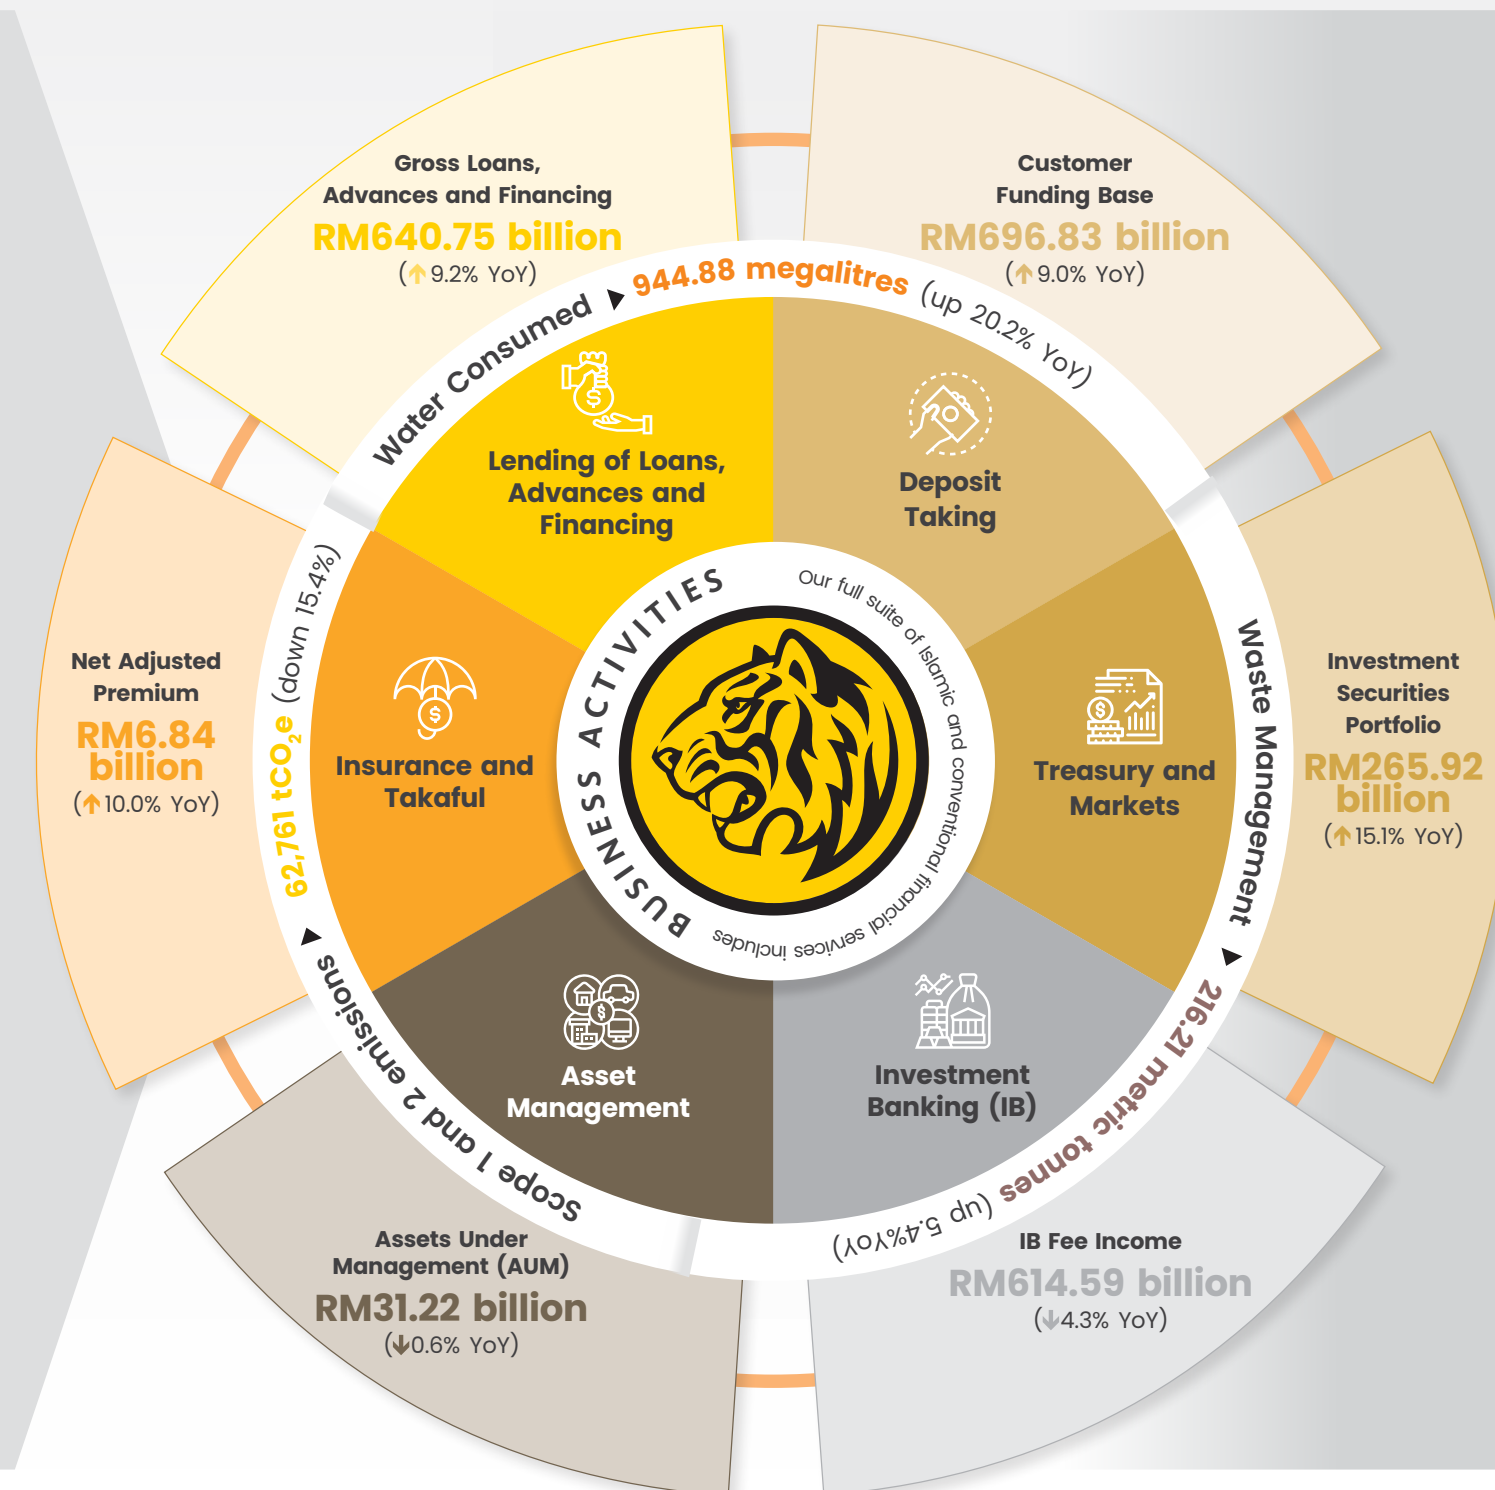 Gross Loans,
Advances and Financing
RM640.75 billion
(↑9.2% YoY)
Customer
Funding Base
RM696.83 billion
(↑9.0% YoY)
Water Consumed ▶ 944.88 megalitres (up 20.2% YoY)
Lending of Loans,
Advances and
Financing
Deposit
Taking
Net Adjusted
Premium
RM6.84
billion
(↑10.0% YoY)
Scope 1 and 2 emissions ▶ 62,761 tCO₂e (down 15.4%)
Insurance and
Takaful
BUSINESS ACTIVITIES
Our full suite of Islamic and conventional financial services includes
Treasury and
Markets
Waste Management ▶ 216.21 metric tonnes (up 5.4%YoY)
Investment
Securities
Portfolio
RM265.92
billion
(↑15.1% YoY)
Asset
Management
Investment
Banking (IB)
Assets Under
Management (AUM)
RM31.22 billion
(↓0.6% YoY)
IB Fee Income
RM614.59 billion
(↓4.3% YoY)